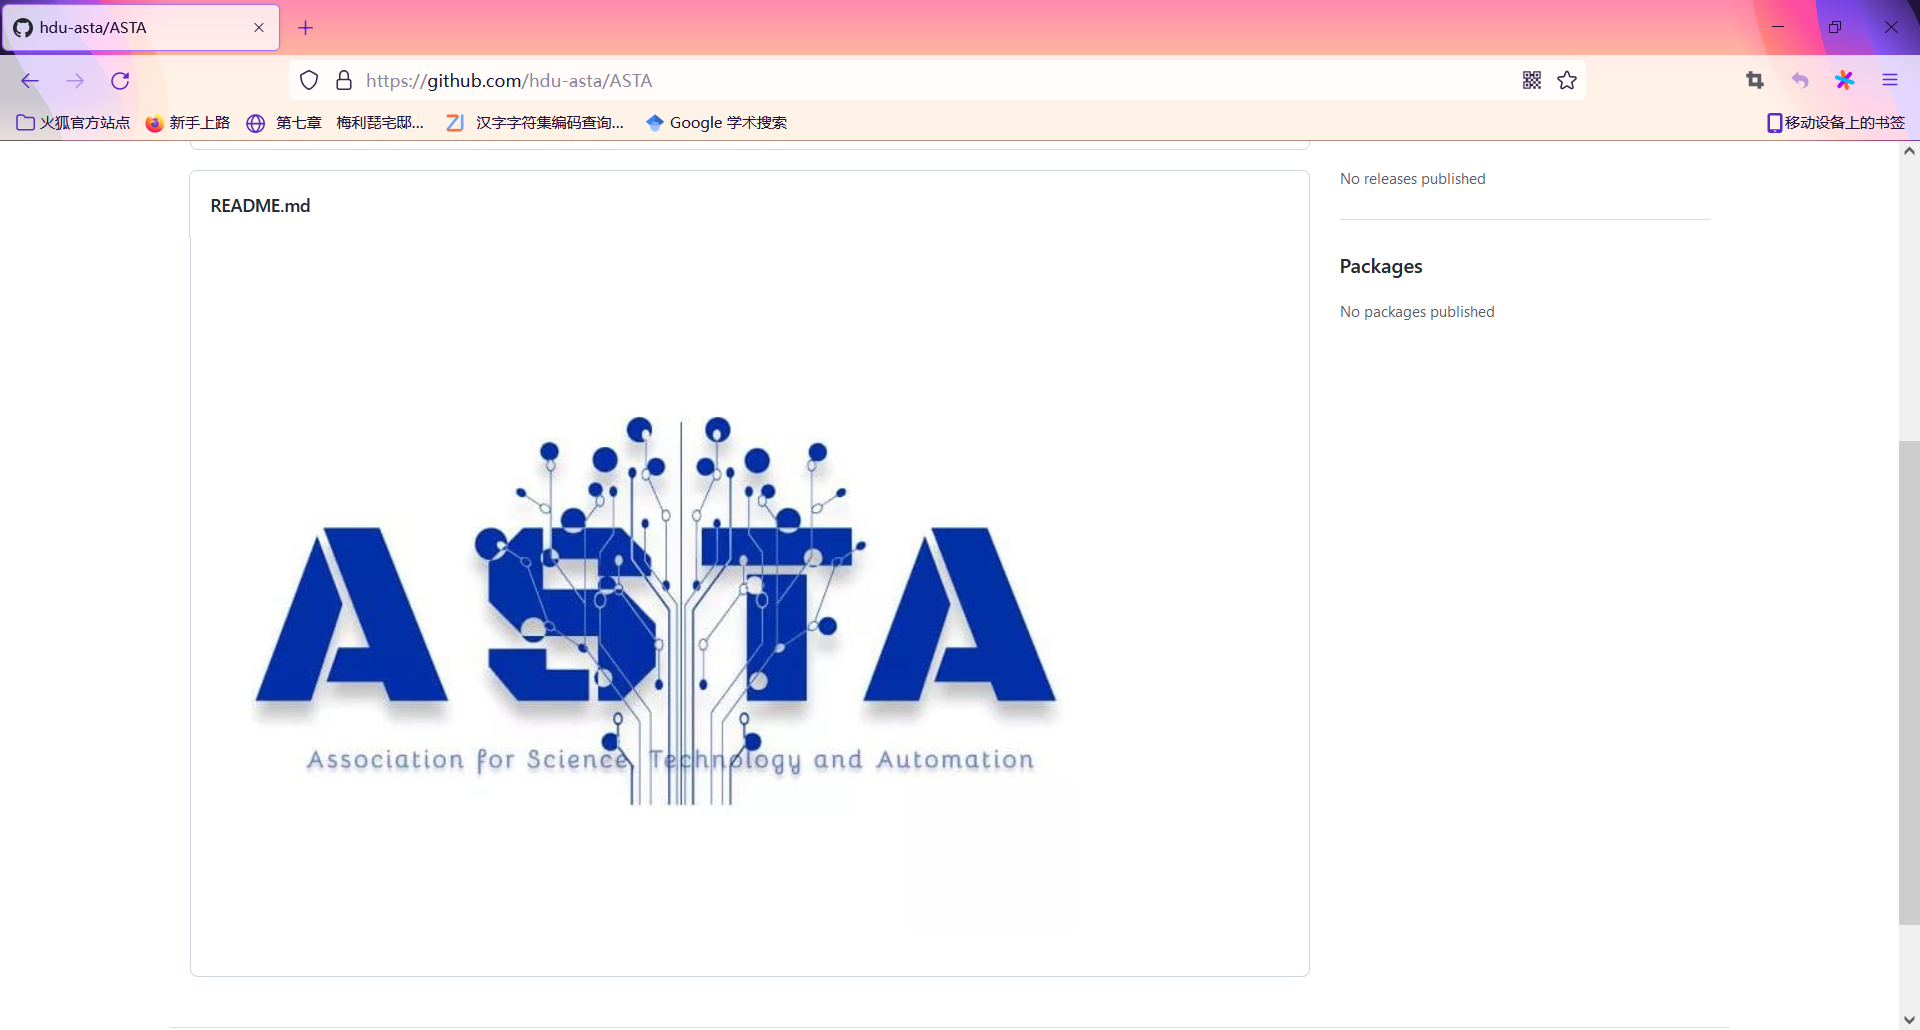 hdu-asta/ASTA
https://github.com/hdu-asta/ASTA
火狐官方站点 新手上路 第七章 梅利琵宅邸... 汉字字符集编码查询... Google 学术搜索 移动设备上的书签
No releases published
README.md
Packages
No packages published
ASTA
Association for Science, Technology and Automation